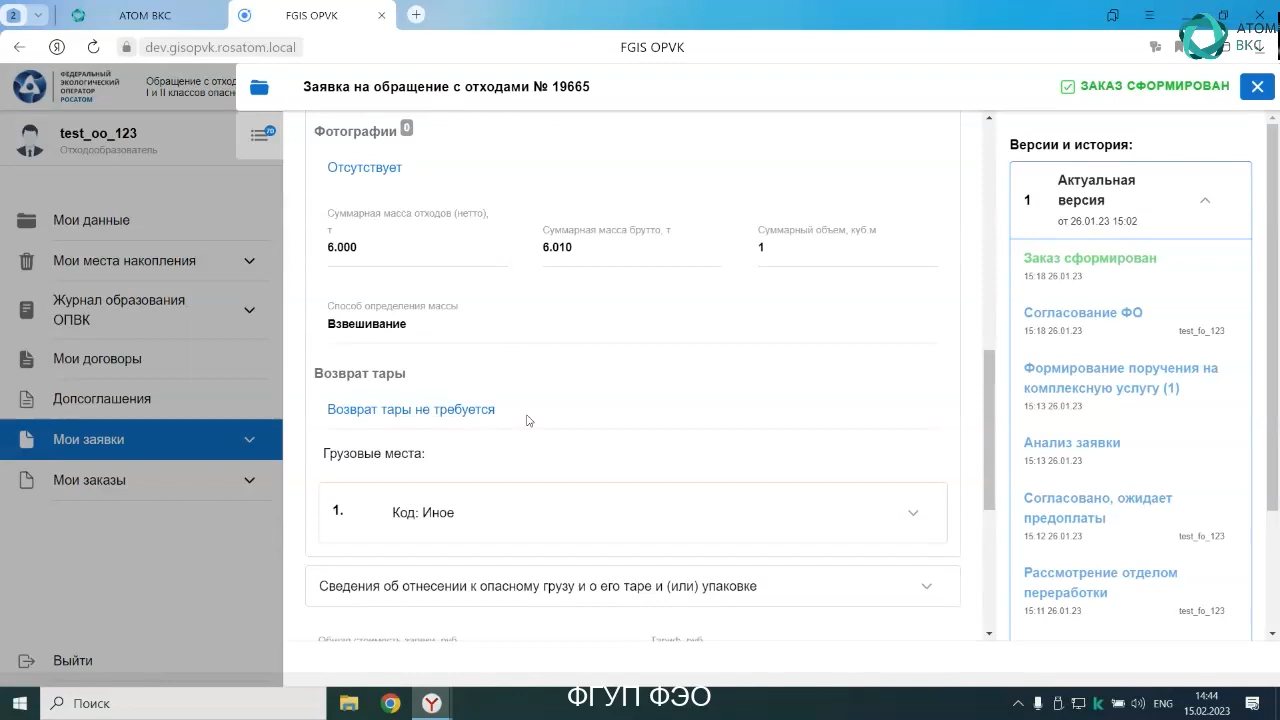 2
АТОМ ВКС
FGIS OPVK
АТОМ
ВКС
dev.gisopvk.rosatom.local
FGIS OPVK
ФЕДЕРАЛЬНЫЙ
ЭКОЛОГИЧЕСКИЙ
ОПЕРАТОР
РОСАТОМ
Обращение с отход
I и II классов опасно
Заявка на обращение с отходами № 19665
ЗАКАЗ СФОРМИРОВАН
test_oo_123
Отходообразователь
70
Мои данные
Мои места накопления
Журнал образования
ОПВК
Мои договоры
Допсоглашения
Мои заявки
Мои заказы
Выйти
Фотографии 0
Отсутствует
Суммарная масса отходов (нетто),
т
Суммарная масса брутто, т
Суммарный объем, куб.м
6.000
6.010
1
Способ определения массы
Взвешивание
Возврат тары
Возврат тары не требуется
Грузовые места:
1.
Код: Иное
Сведения об отнесении к опасному грузу и о его таре и (или) упаковке
Общая стоимость заявки, руб
Тариф, руб
Версии и история:
1
Актуальная
версия
от 26.01.23 15:02
Заказ сформирован
15:18 26.01.23
Согласование ФО
15:18 26.01.23
test_fo_123
Формирование поручения на
комплексную услугу (1)
15:13 26.01.23
Анализ заявки
15:13 26.01.23
Согласовано, ожидает
предоплаты
15:12 26.01.23
test_fo_123
Рассмотрение отделом
переработки
15:11 26.01.23
test_fo_123
Поиск
ФГУП ФЭО
ENG
14:44
15.02.2023